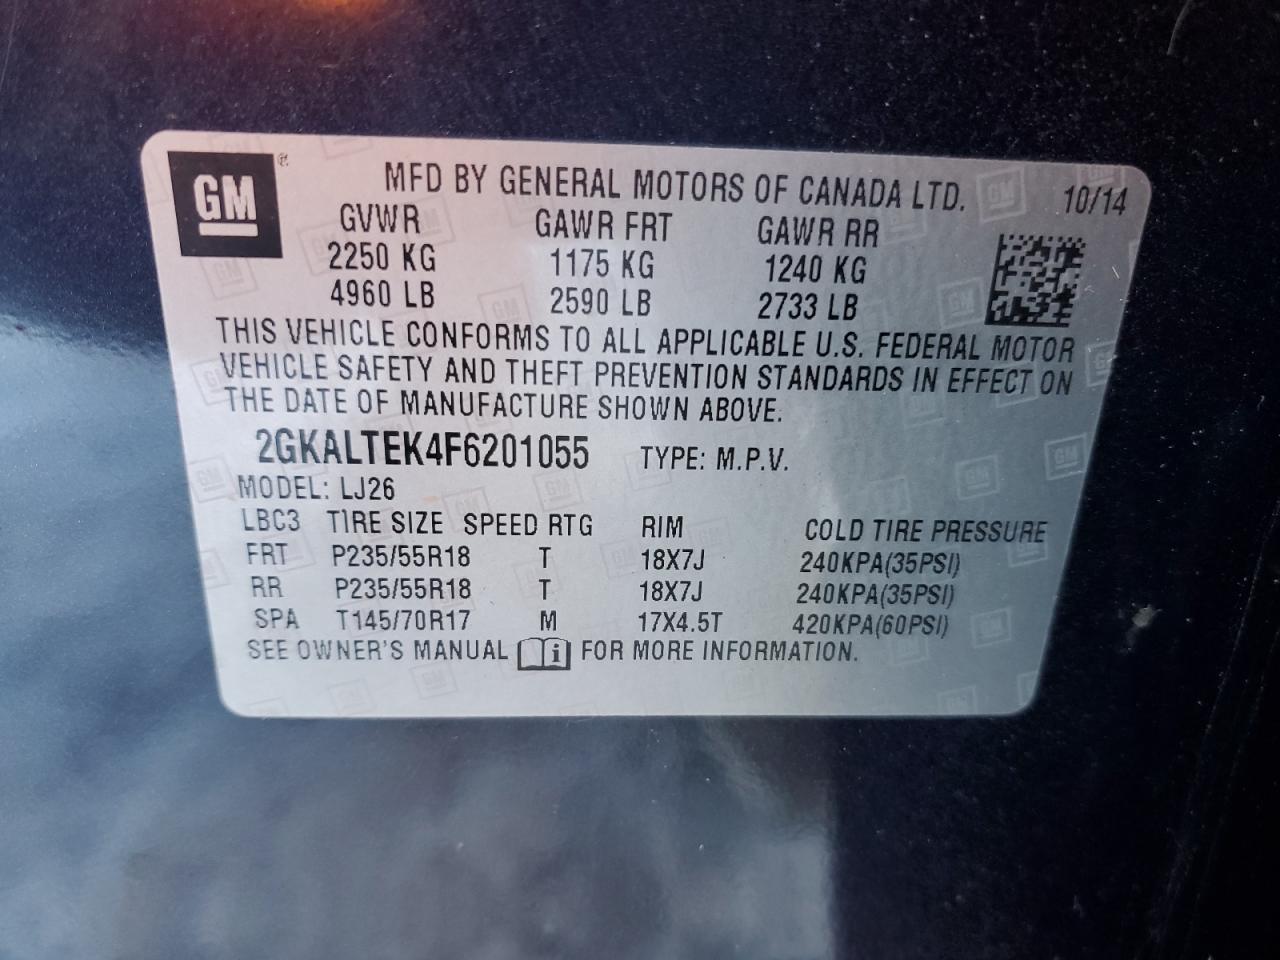 GM ®
MFD BY GENERAL MOTORS OF CANADA LTD. 10/14
GVWR GAWR FRT GAWR RR
2250 KG 1175 KG 1240 KG
4960 LB 2590 LB 2733 LB
THIS VEHICLE CONFORMS TO ALL APPLICABLE U.S. FEDERAL MOTOR
VEHICLE SAFETY AND THEFT PREVENTION STANDARDS IN EFFECT ON
THE DATE OF MANUFACTURE SHOWN ABOVE.
2GKALTEK4F6201055 TYPE: M.P.V.
MODEL: LJ26
LBC3 TIRE SIZE SPEED RTG RIM COLD TIRE PRESSURE
FRT P235/55R18 T 18X7J 240KPA(35PSI)
RR P235/55R18 T 18X7J 240KPA(35PSI)
SPA T145/70R17 M 17X4.5T 420KPA(60PSI)
SEE OWNER'S MANUAL i FOR MORE INFORMATION.